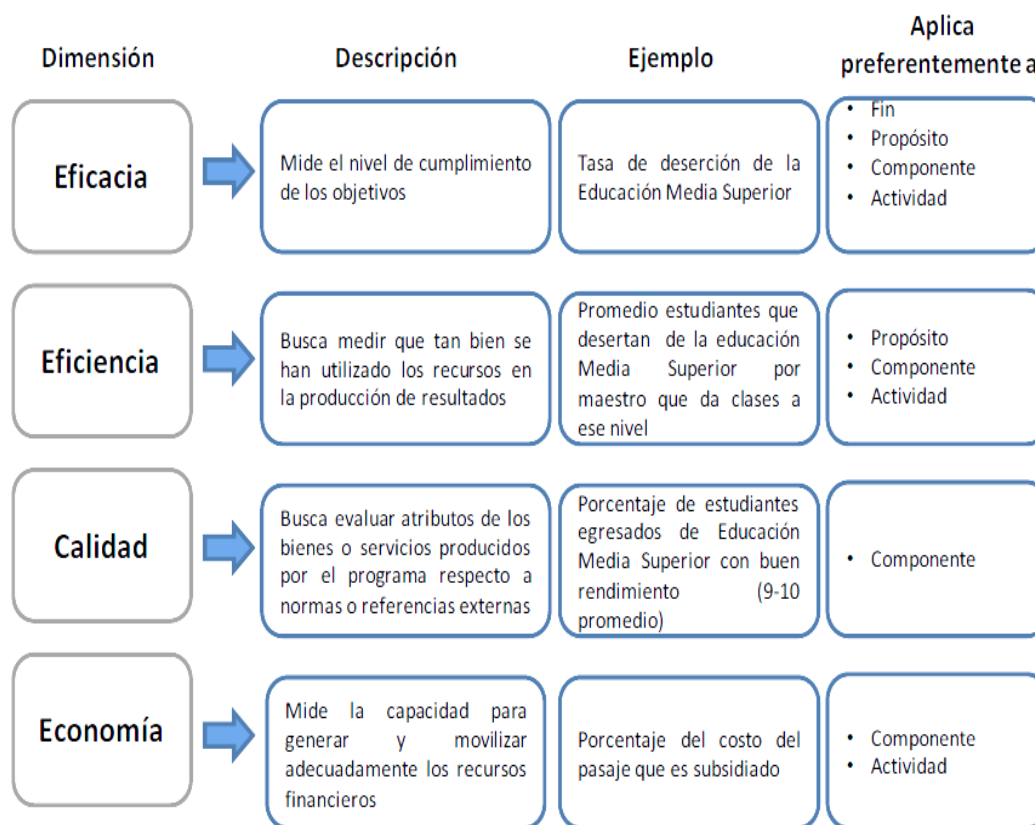 Dimensión
Descripción
Ejemplo
Aplica
preferentemente a
Eficacia
Mide el nivel de cumplimiento
de los objetivos
Tasa de deserción de la
Educación Media Superior
• Fin
• Propósito
• Componente
• Actividad
Eficiencia
Busca medir que tan bien se
han utilizado los recursos en
la producción de resultados
Promedio estudiantes que
desertan de la educación
Media Superior por
maestro que da clases a
ese nivel
• Propósito
• Componente
• Actividad
Calidad
Busca evaluar atributos de los
bienes o servicios producidos
por el programa respecto a
normas o referencias externas
Porcentaje de estudiantes
egresados de Educación
Media Superior con buen
rendimiento (9-10
promedio)
• Componente
Economía
Mide la capacidad para
generar y movilizar
adecuadamente los recursos
financieros
Porcentaje del costo del
pasaje que es subsidiado
• Componente
• Actividad